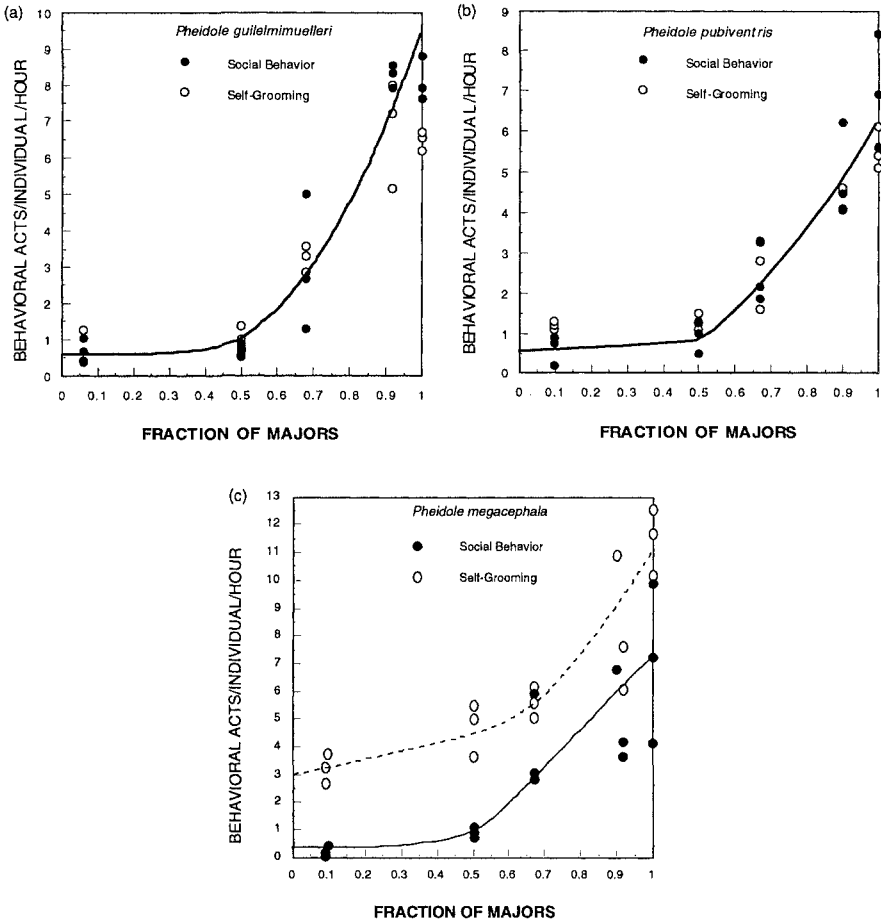 (a)
Pheidole guilelmimuelleri
Social Behavior
Self-Grooming
BEHAVIORAL ACTS/INDIVIDUAL/HOUR
10
9
8
7
6
5
4
3
2
1
0
0 0.1 0.2 0.3 0.4 0.5 0.6 0.7 0.8 0.9 1
FRACTION OF MAJORS
(b)
Pheidole pubiventris
Social Behavior
Self-Grooming
BEHAVIORAL ACTS/INDIVIDUAL/HOUR
9
8
7
6
5
4
3
2
1
0
0 0.1 0.2 0.3 0.4 0.5 0.6 0.7 0.8 0.9 1
FRACTION OF MAJORS
(c)
Pheidole megacephala
Social Behavior
Self-Grooming
BEHAVIORAL ACTS/INDIVIDUAL/HOUR
13
12
11
10
9
8
7
6
5
4
3
2
1
0
0 0.1 0.2 0.3 0.4 0.5 0.6 0.7 0.8 0.9 1
FRACTION OF MAJORS